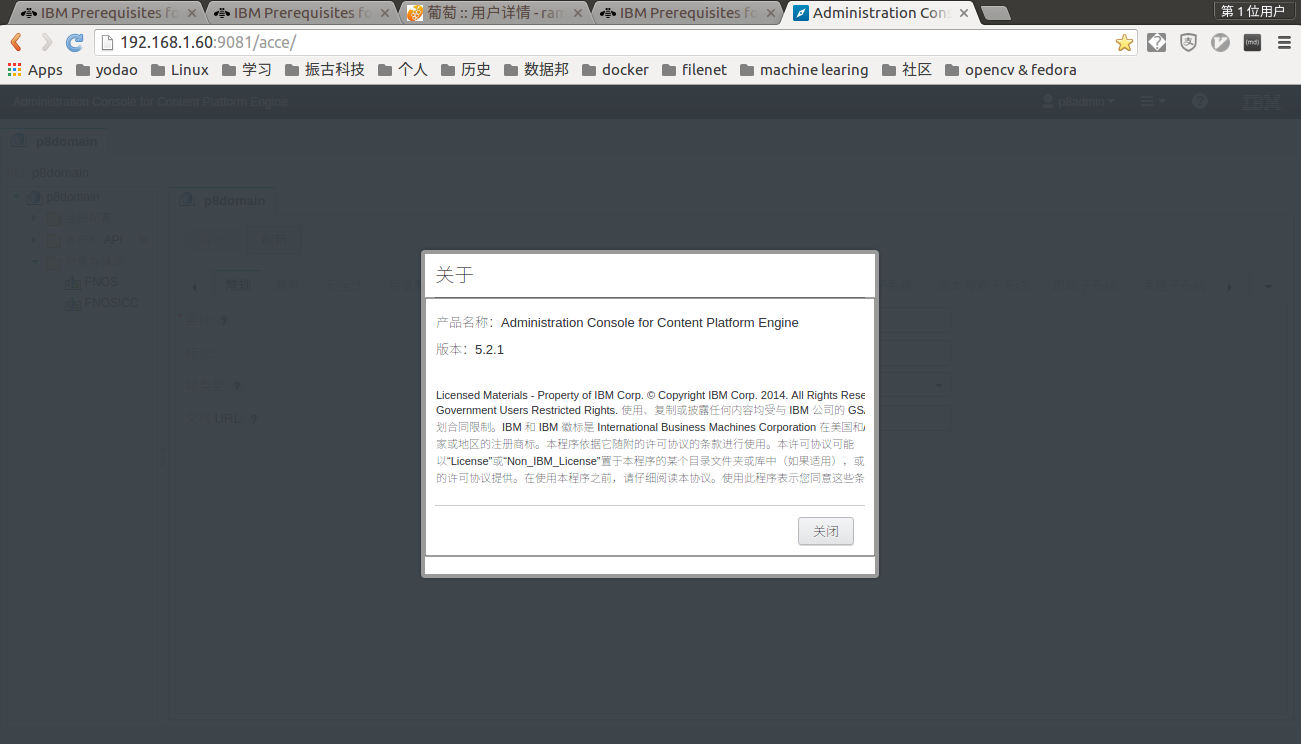 IBM Prerequisites fo
IBM Prerequisites fo
葡萄 :: 用户详情 - ram
IBM Prerequisites fo
Administration Cons
第 1 位用户
192.168.1.60:9081/acce/
Apps
yodao
Linux
学习
振古科技
个人
历史
数据邦
docker
filenet
machine learing
社区
opencv & fedora
Administration Console for Content Platform Engine
p8admin
IBM
p8domain
p8domain
p8domain
p8domain
API
FNOS
FNOSICC
常规
URL:
关于
产品名称：Administration Console for Content Platform Engine
版本：5.2.1
Licensed Materials - Property of IBM Corp. © Copyright IBM Corp. 2014. All Rights Rese
Government Users Restricted Rights. 使用、复制或披露任何内容均受与 IBM 公司的 GSA
划合同限制。IBM 和 IBM 徽标是 International Business Machines Corporation 在美国和/
家或地区的注册商标。本程序依据它随附的许可协议的条款进行使用。本许可协议可能
以“License”或“Non_IBM_License”置于本程序的某个目录文件夹或库中（如果适用），或
的许可协议提供。在使用本程序之前，请仔细阅读本协议。使用此程序表示您同意这些条
关闭